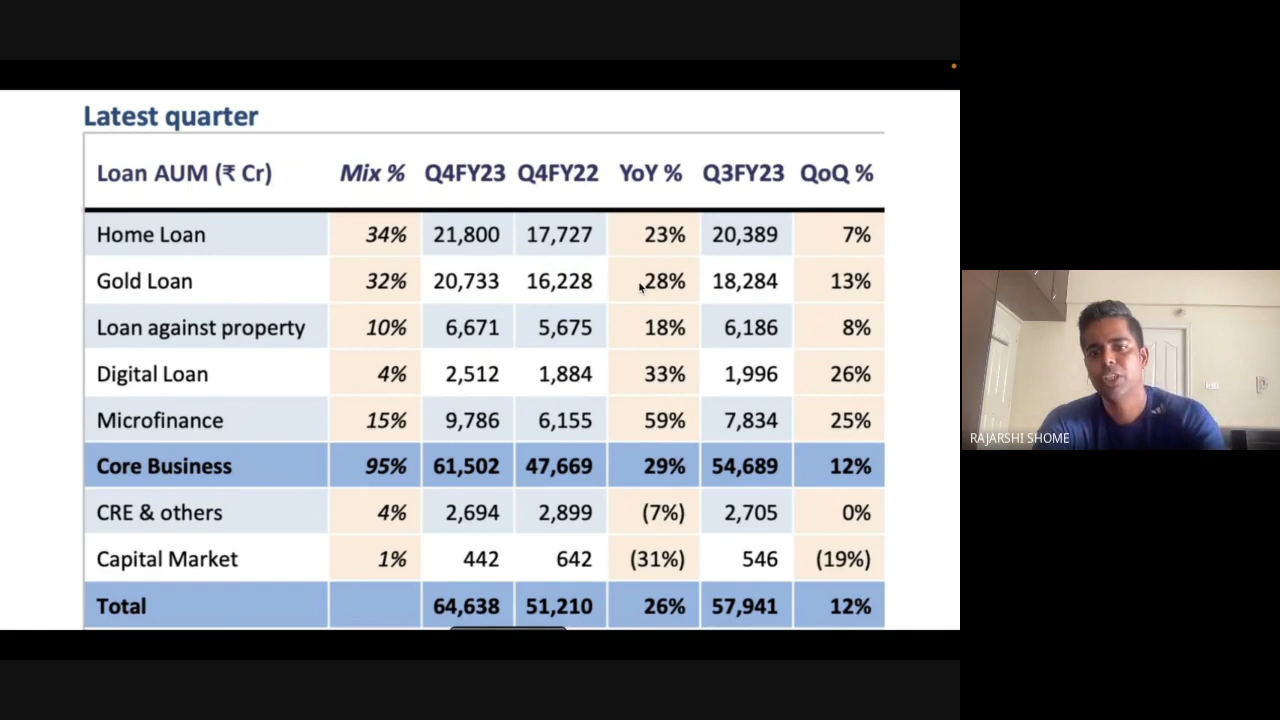 Latest quarter
Loan AUM (₹ Cr) Mix % Q4FY23 Q4FY22 YoY % Q3FY23 QoQ %
Home Loan 34% 21,800 17,727 23% 20,389 7%
Gold Loan 32% 20,733 16,228 28% 18,284 13%
Loan against property 10% 6,671 5,675 18% 6,186 8%
Digital Loan 4% 2,512 1,884 33% 1,996 26%
Microfinance 15% 9,786 6,155 59% 7,834 25%
Core Business 95% 61,502 47,669 29% 54,689 12%
CRE & others 4% 2,694 2,899 (7%) 2,705 0%
Capital Market 1% 442 642 (31%) 546 (19%)
Total 64,638 51,210 26% 57,941 12%
RAJARSHI SHOME